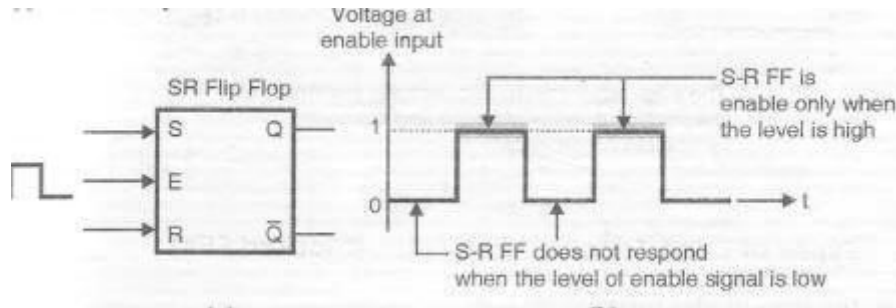 Voltage at
enable input
SR Flip Flop
S Q
E
R Q̅
1
0
t
S-R FF is
enable only when
the level is high
S-R FF does not respond
when the level of enable signal is low